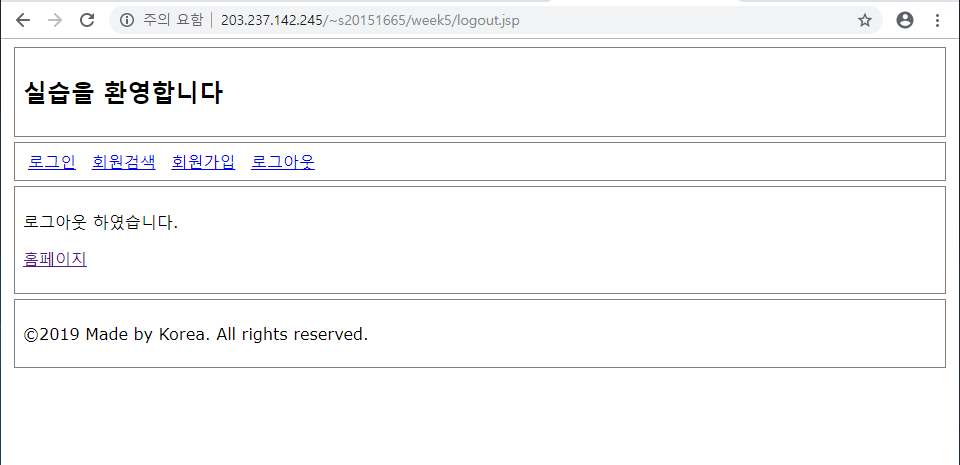 주의 요함 203.237.142.245/~s20151665/week5/logout.jsp
실습을 환영합니다
로그인 회원검색 회원가입 로그아웃
로그아웃 하였습니다.
홈페이지
©2019 Made by Korea. All rights reserved.